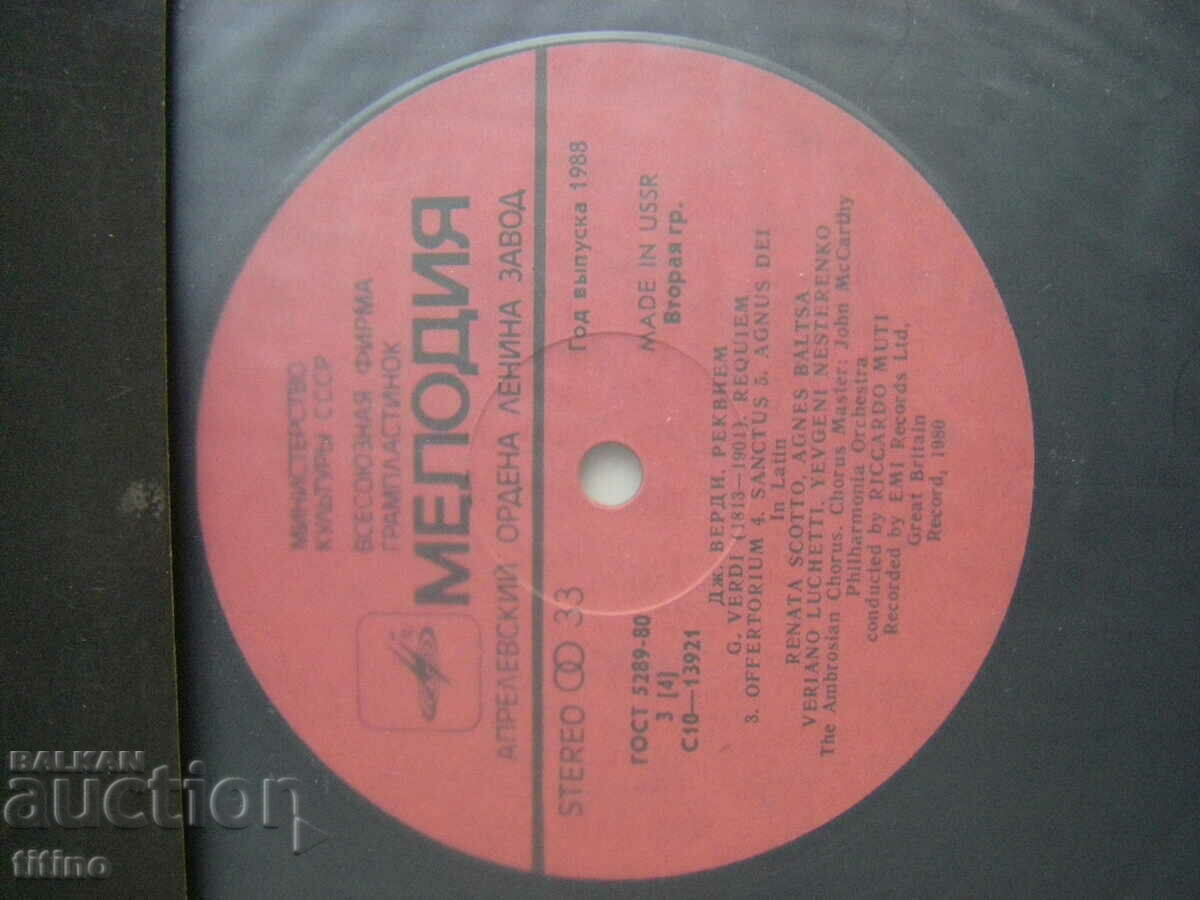 МИНИСТЕРСТВО
КУЛЬТУРЫ СССР
ВСЕСОЮЗНАЯ ФИРМА
ГРАМПЛАСТИНОК
МЕЛОДИЯ
АПРЕЛЕВСКИЙ ОРДЕНА ЛЕНИНА ЗАВОД
STEREO 33
Год выпуска 1988
ГОСТ 5289-80
3 [4]
С10—13921
MADE IN USSR
Вторая гр.
ДЖ. ВЕРДИ. РЕКВИЕМ
G. VERDI (1813—1901). REQUIEM
3. OFFERTORIUM 4. SANCTUS 5. AGNUS DEI
In Latin
RENATA SCOTTO, AGNES BALTSA
VERIANO LUCHETTI, YEVGENI NESTERENKO
The Ambrosian Chorus. Chorus Master: John McCarthy
Philharmonia Orchestra
conducted by RICCARDO MUTI
Recorded by EMI Records Ltd,
Great Britain
Record, 1980
BALKAN
auction
titino